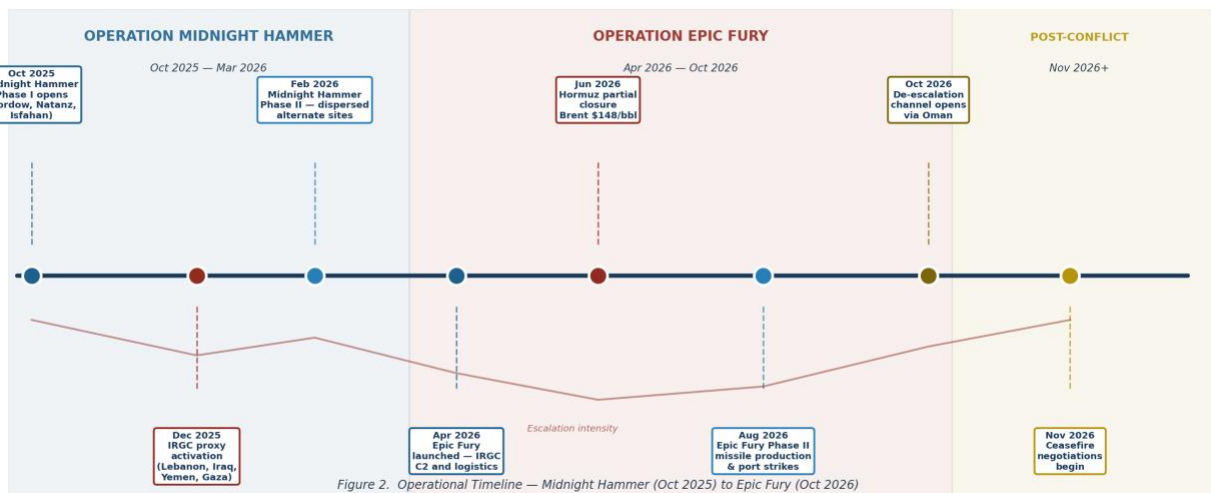 OPERATION MIDNIGHT HAMMER
Oct 2025 — Mar 2026
OPERATION EPIC FURY
Apr 2026 — Oct 2026
POST-CONFLICT
Nov 2026+
Oct 2025
dnight Hammer
Phase I opens
ordow, Natanz,
Isfahan)
Feb 2026
Midnight Hammer
Phase II — dispersed
alternate sites
Jun 2026
Hormuz partial
closure
Brent $148/bbl
Oct 2026
De-escalation
channel opens
via Oman
Escalation intensity
Dec 2025
IRGC proxy
activation
(Lebanon, Iraq,
Yemen, Gaza)
Apr 2026
Epic Fury
launched — IRGC
C2 and logistics
Aug 2026
Epic Fury Phase II
missile production
& port strikes
Nov 2026
Ceasefire
negotiations
begin
Figure 2. Operational Timeline — Midnight Hammer (Oct 2025) to Epic Fury (Oct 2026)